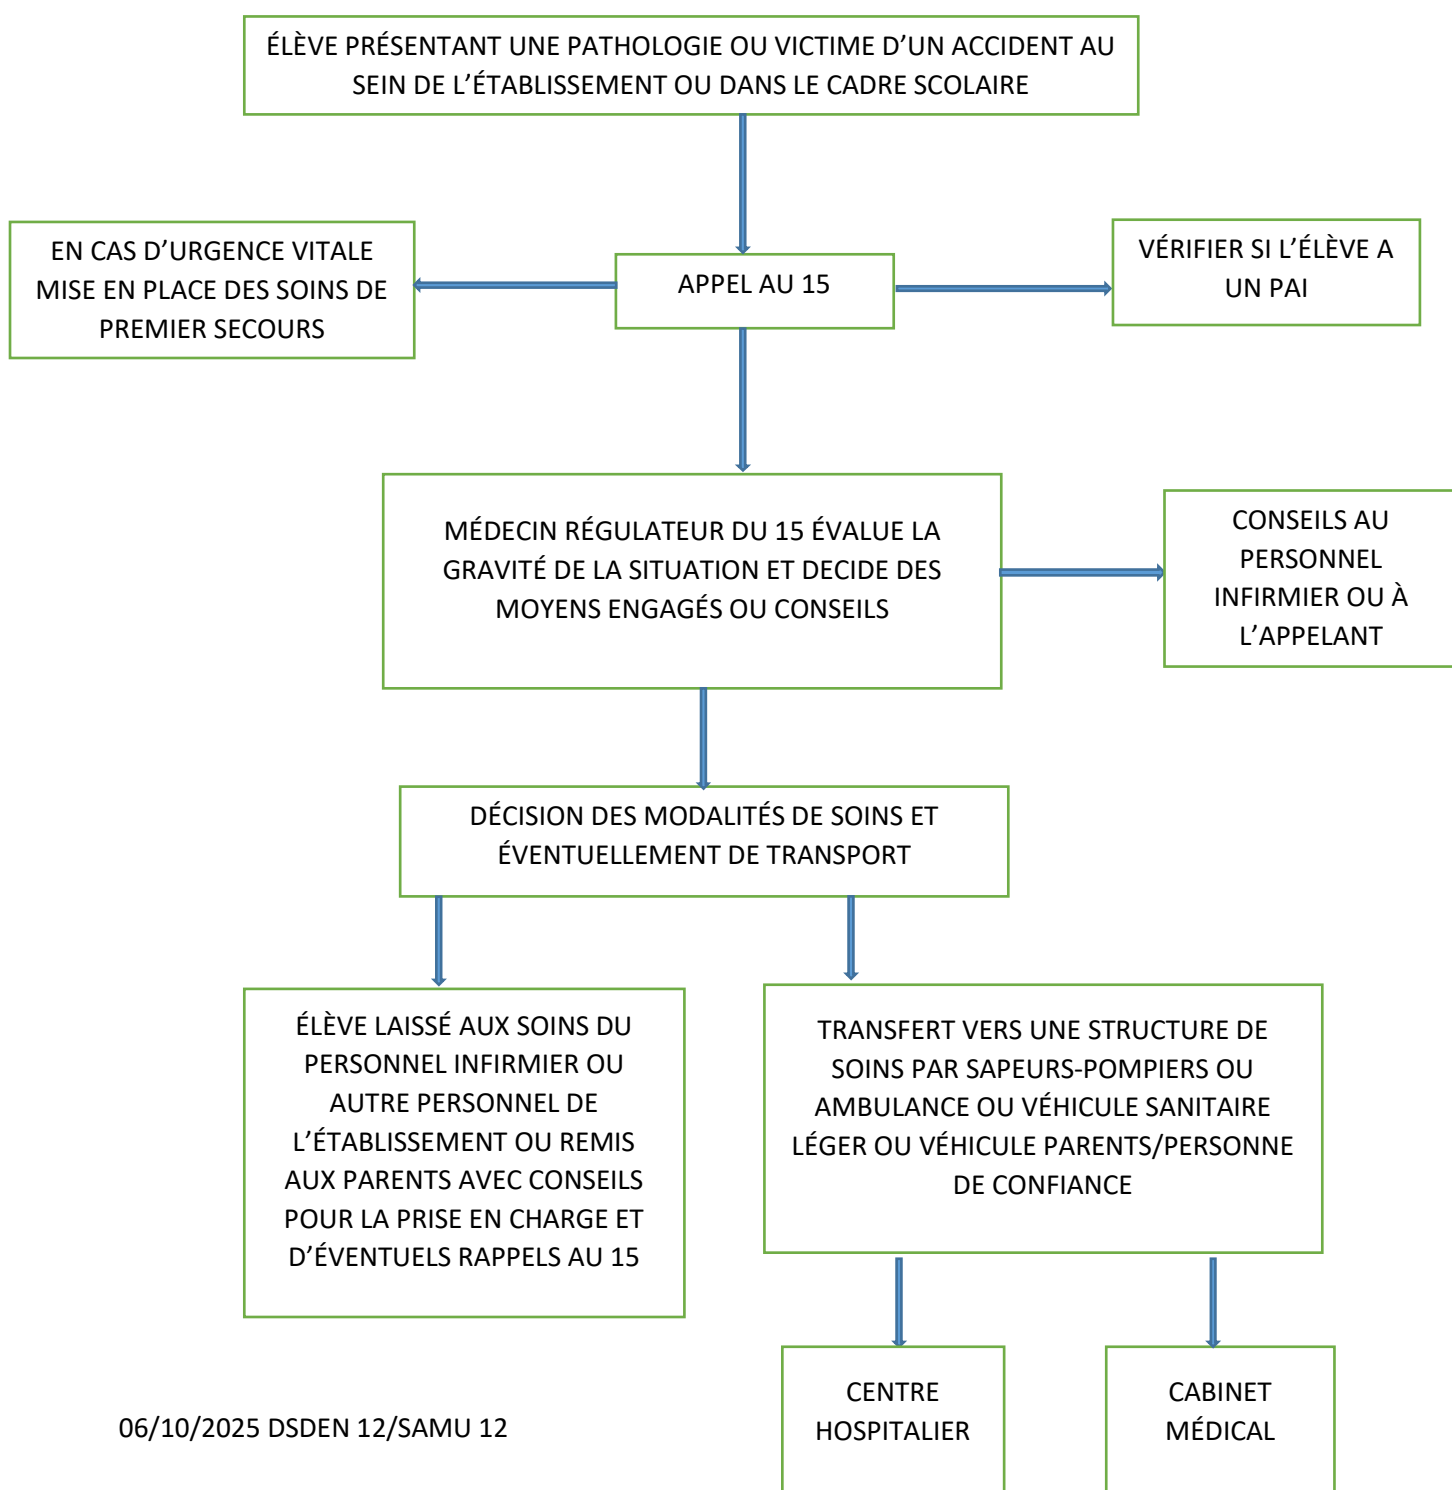 ÉLÈVE PRÉSENTANT UNE PATHOLOGIE OU VICTIME D’UN ACCIDENT AU
SEIN DE L’ÉTABLISSEMENT OU DANS LE CADRE SCOLAIRE
EN CAS D’URGENCE VITALE
MISE EN PLACE DES SOINS DE
PREMIER SECOURS
APPEL AU 15
VÉRIFIER SI L’ÉLÈVE A
UN PAI
MÉDECIN RÉGULATEUR DU 15 ÉVALUE LA
GRAVITÉ DE LA SITUATION ET DECIDE DES
MOYENS ENGAGÉS OU CONSEILS
CONSEILS AU
PERSONNEL
INFIRMIER OU À
L’APPELANT
DÉCISION DES MODALITÉS DE SOINS ET
ÉVENTUELLEMENT DE TRANSPORT
ÉLÈVE LAISSÉ AUX SOINS DU
PERSONNEL INFIRMIER OU
AUTRE PERSONNEL DE
L’ÉTABLISSEMENT OU REMIS
AUX PARENTS AVEC CONSEILS
POUR LA PRISE EN CHARGE ET
D’ÉVENTUELS RAPPELS AU 15
TRANSFERT VERS UNE STRUCTURE DE
SOINS PAR SAPEURS-POMPIERS OU
AMBULANCE OU VÉHICULE SANITAIRE
LÉGER OU VÉHICULE PARENTS/PERSONNE
DE CONFIANCE
CENTRE
HOSPITALIER
CABINET
MÉDICAL
06/10/2025 DSDEN 12/SAMU 12